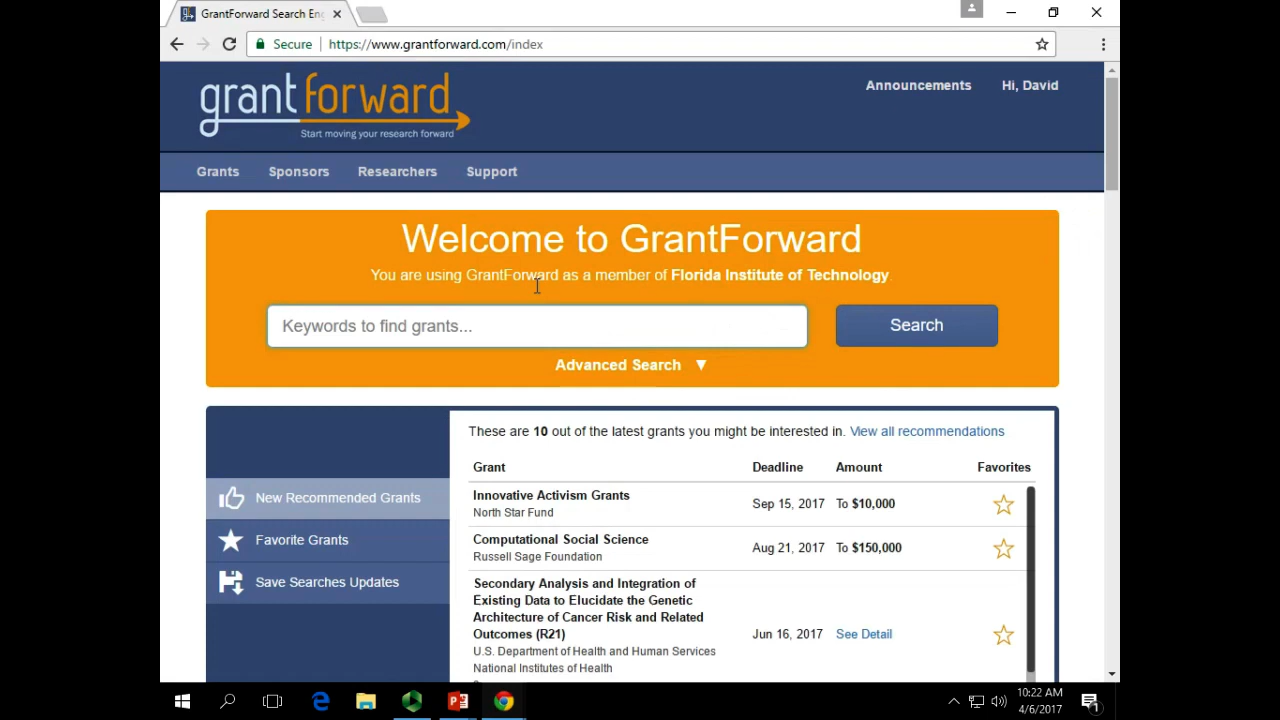 GrantForward Search Eng
Secure
https://www.grantforward.com/index
grantforward
Start moving your research forward
Announcements
Hi, David
Grants
Sponsors
Researchers
Support
Welcome to GrantForward
You are using GrantForward as a member of Florida Institute of Technology
Keywords to find grants...
Search
Advanced Search ▼
These are 10 out of the latest grants you might be interested in. View all recommendations
Grant
Deadline
Amount
Favorites
New Recommended Grants
Favorite Grants
Save Searches Updates
Innovative Activism Grants
North Star Fund
Sep 15, 2017
To $10,000
Computational Social Science
Russell Sage Foundation
Aug 21, 2017
To $150,000
Secondary Analysis and Integration of
Existing Data to Elucidate the Genetic
Architecture of Cancer Risk and Related
Outcomes (R21)
U.S. Department of Health and Human Services
National Institutes of Health
Jun 16, 2017
See Detail
10:22 AM
4/6/2017
1